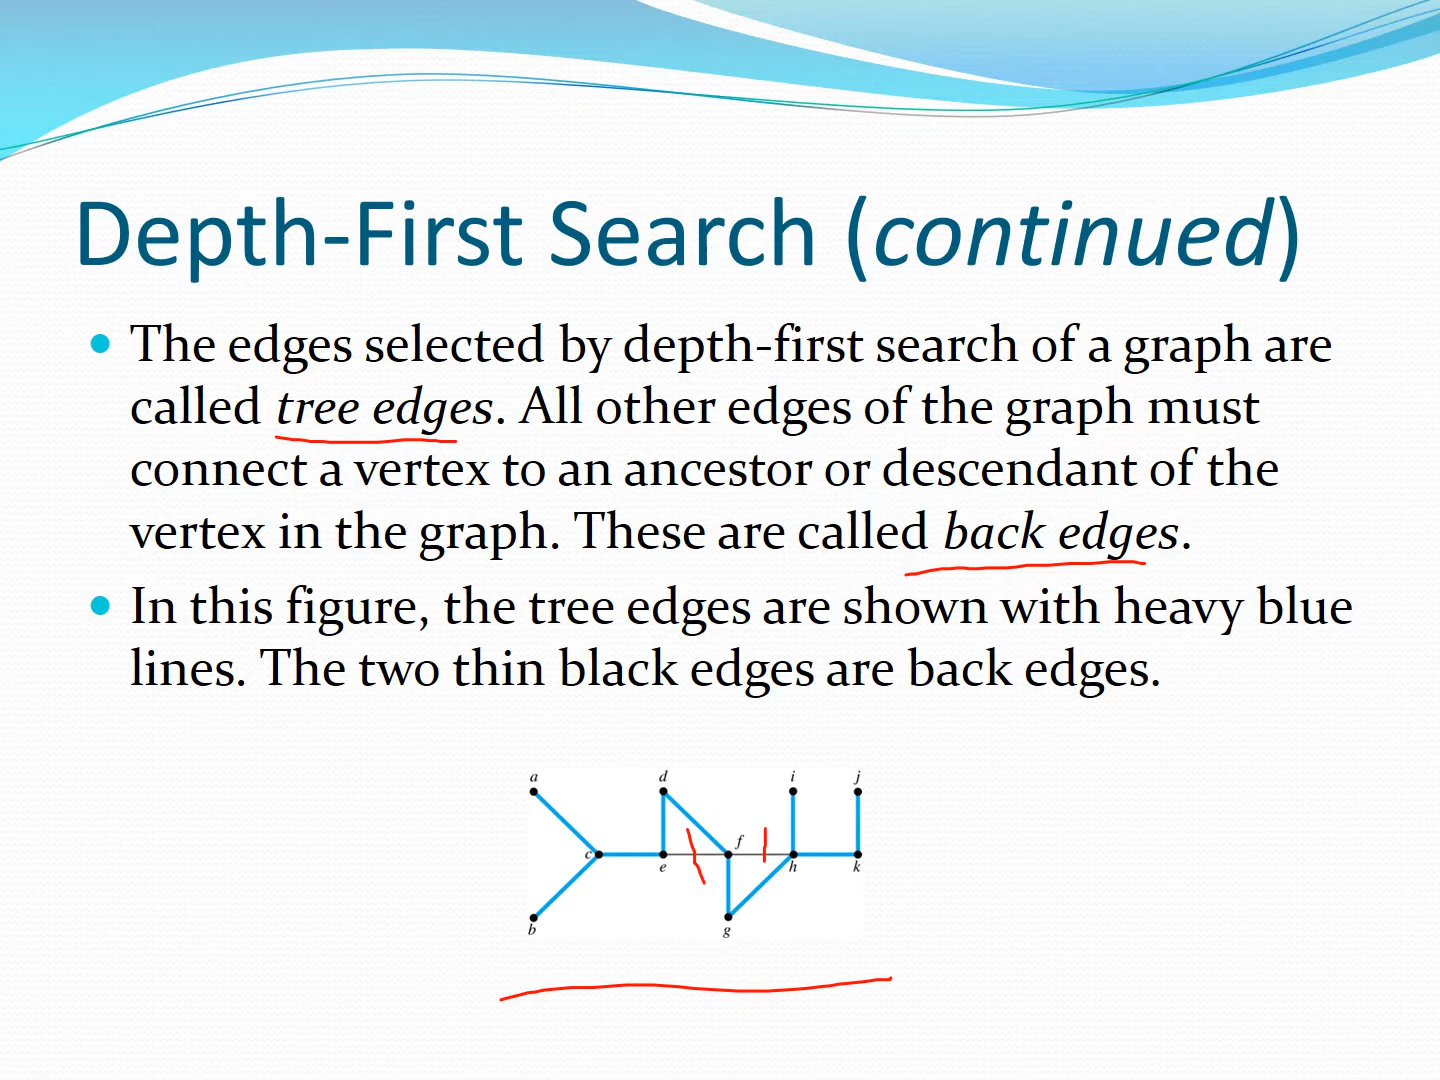 Depth-First Search (continued)
• The edges selected by depth-first search of a graph are
called tree edges. All other edges of the graph must
connect a vertex to an ancestor or descendant of the
vertex in the graph. These are called back edges.
• In this figure, the tree edges are shown with heavy blue
lines. The two thin black edges are back edges.
a d i j
f
c e h k
b g